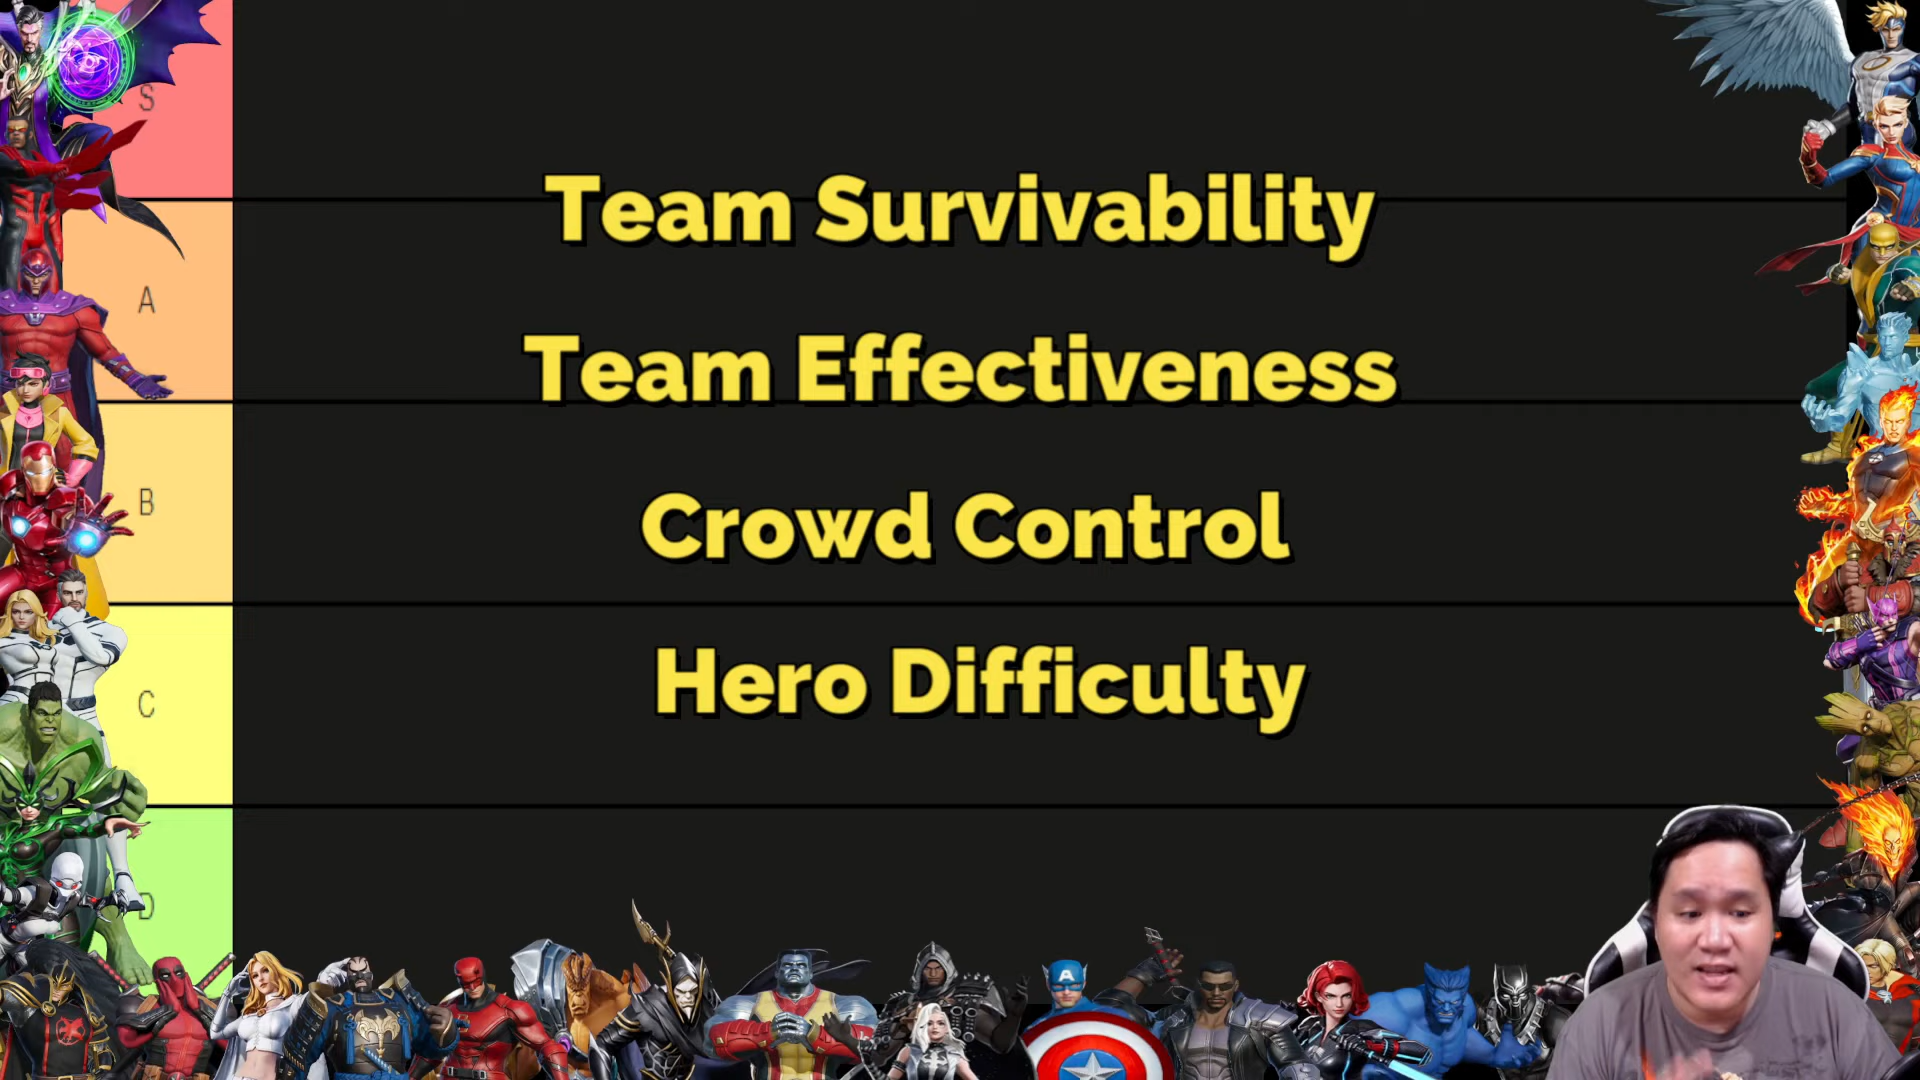 S
Team Survivability
A
Team Effectiveness
B
Crowd Control
Hero Difficulty
C
D
A